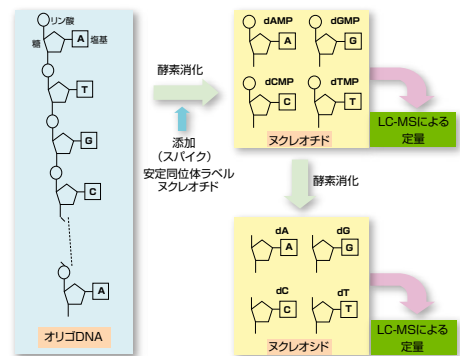 リン酸
糖
A
塩基
T
G
C
A
オリゴDNA
酵素消化
添加
(スパイク)
安定同位体ラベル
ヌクレオチド
dAMP
dGMP
A
G
dCMP
dTMP
C
T
ヌクレオチド
LC-MSによる
定量
酵素消化
dA
dG
A
G
dC
dT
C
T
ヌクレオシド
LC-MSによる
定量